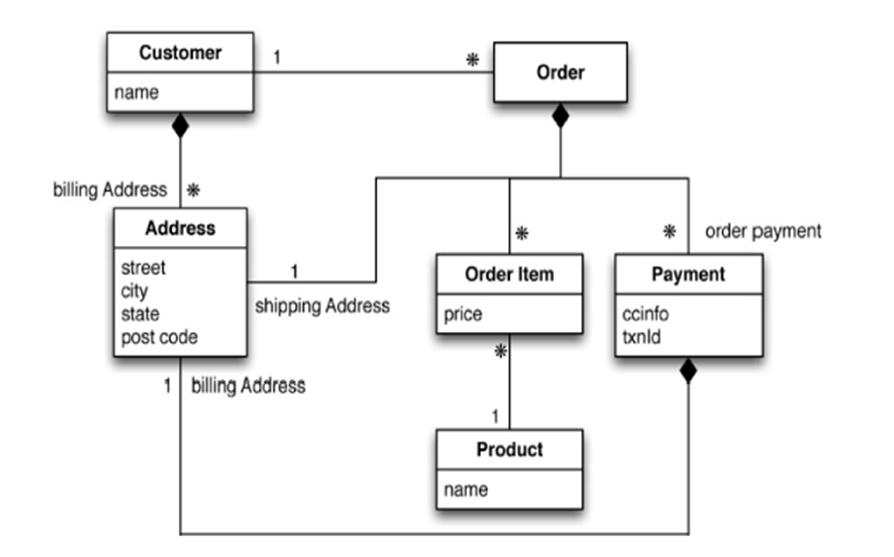 Customer
name
1
*
Order
billing Address
*
Address
street
city
state
post code
1
shipping Address
*
Order Item
price
*
order payment
Payment
ccinfo
txnId
*
1
billing Address
1
Product
name